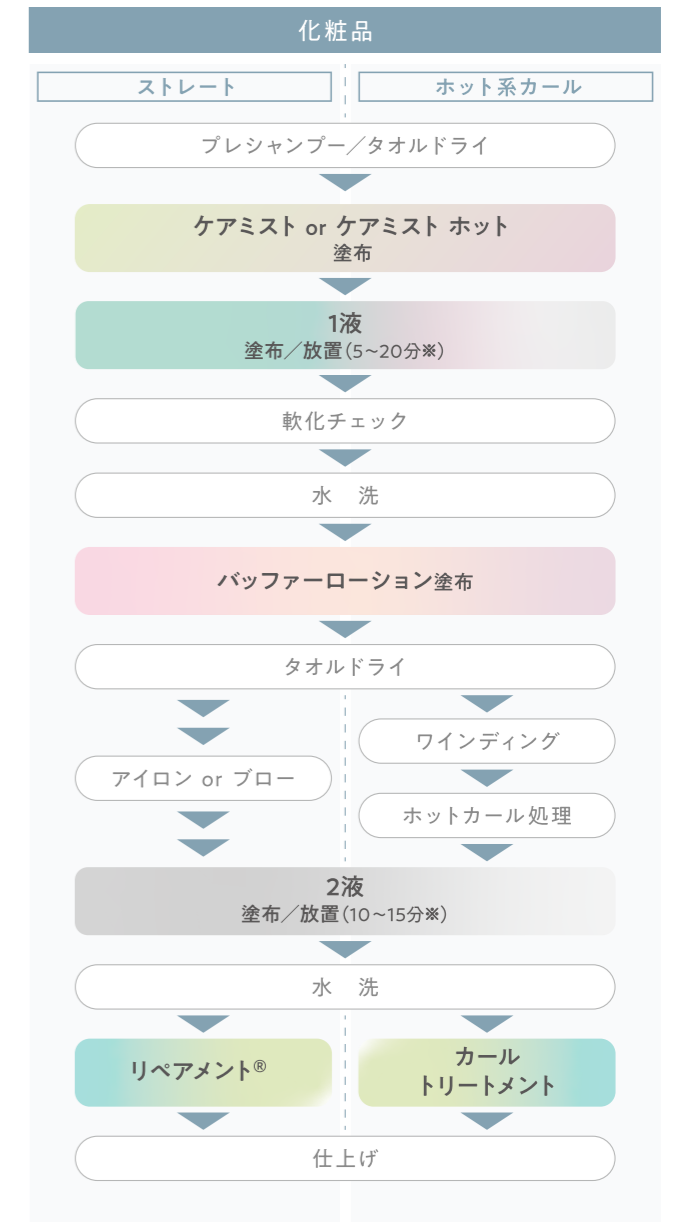 化粧品
ストレート
ホット系カール
プレシャンプー／タオルドライ
ケアミスト or ケアミスト ホット
塗布
1液
塗布／放置(5~20分※)
軟化チェック
水　洗
バッファーローション塗布
タオルドライ
アイロン or ブロー
ワインディング
ホットカール処理
2液
塗布／放置(10~15分※)
水　洗
リペアメント®
カール
トリートメント
仕上げ